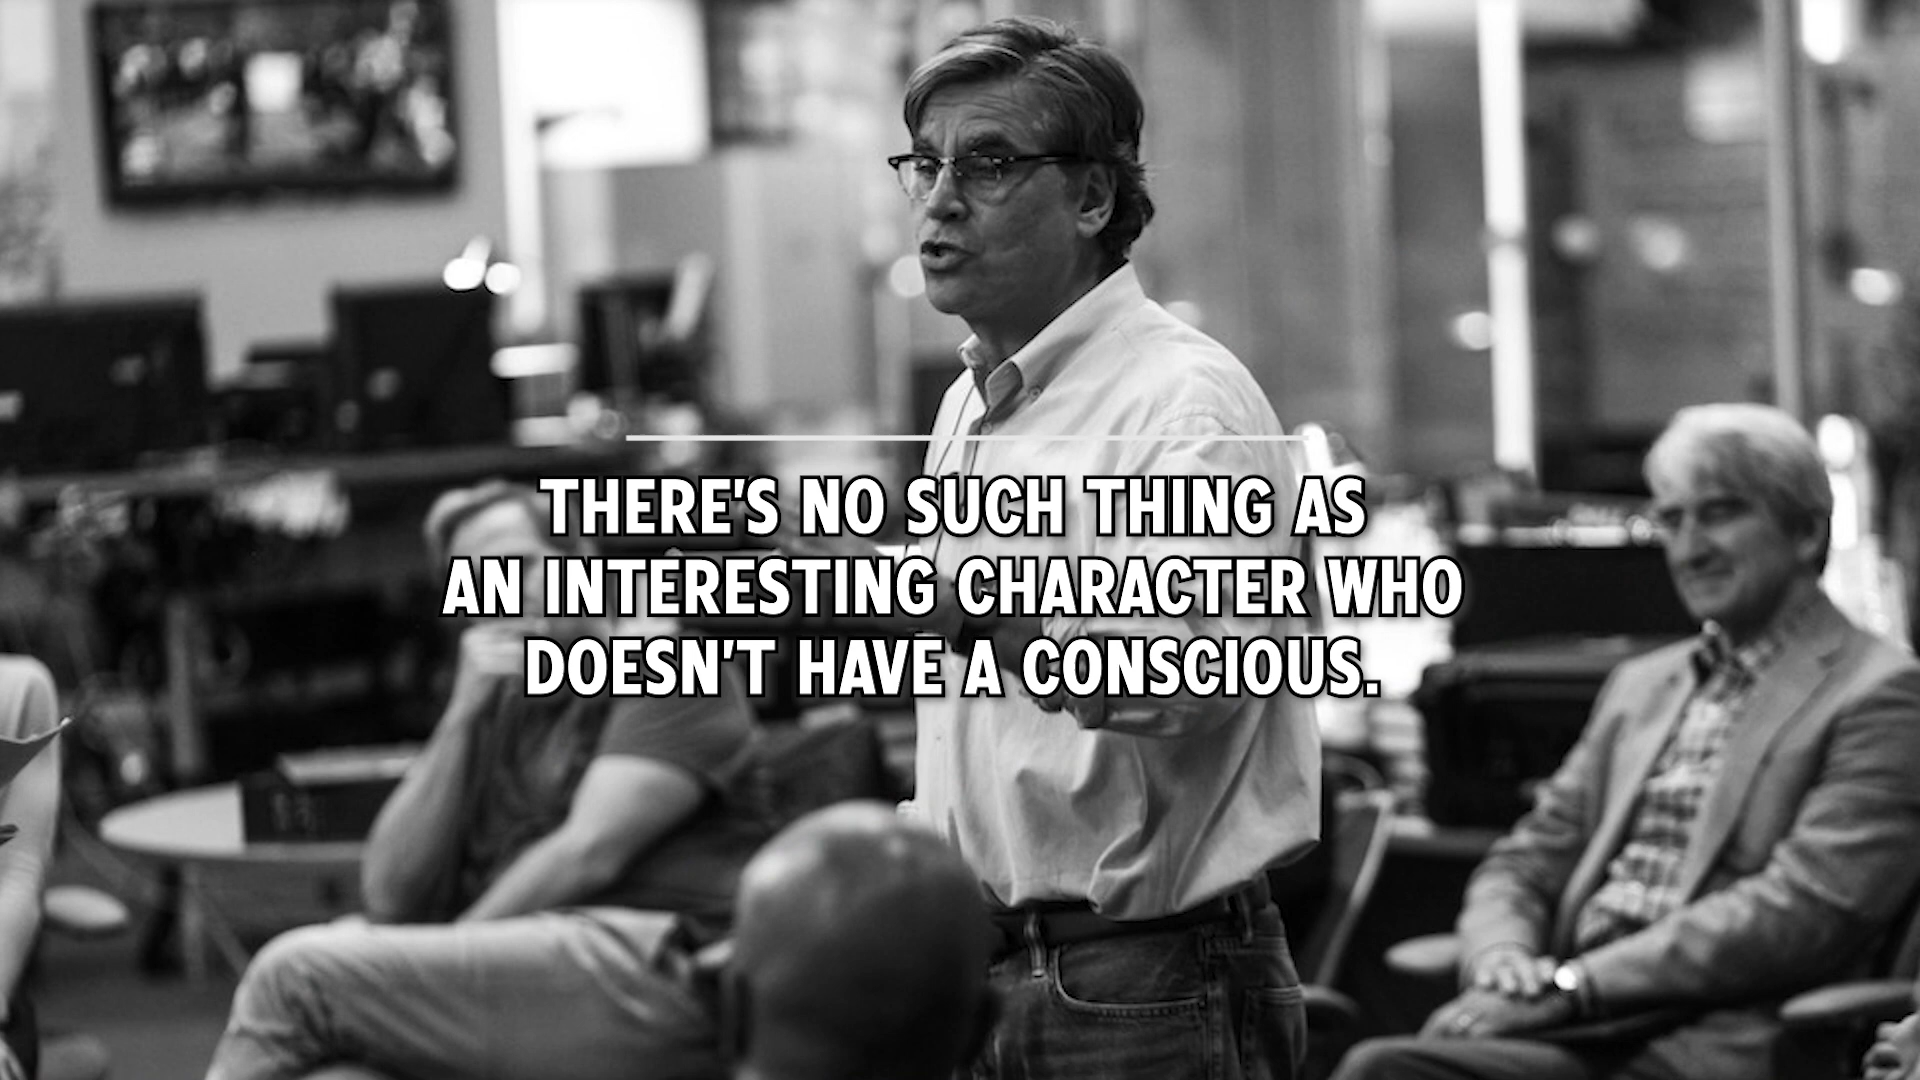 THERE'S NO SUCH THING AS
AN INTERESTING CHARACTER WHO
DOESN'T HAVE A CONSCIOUS.